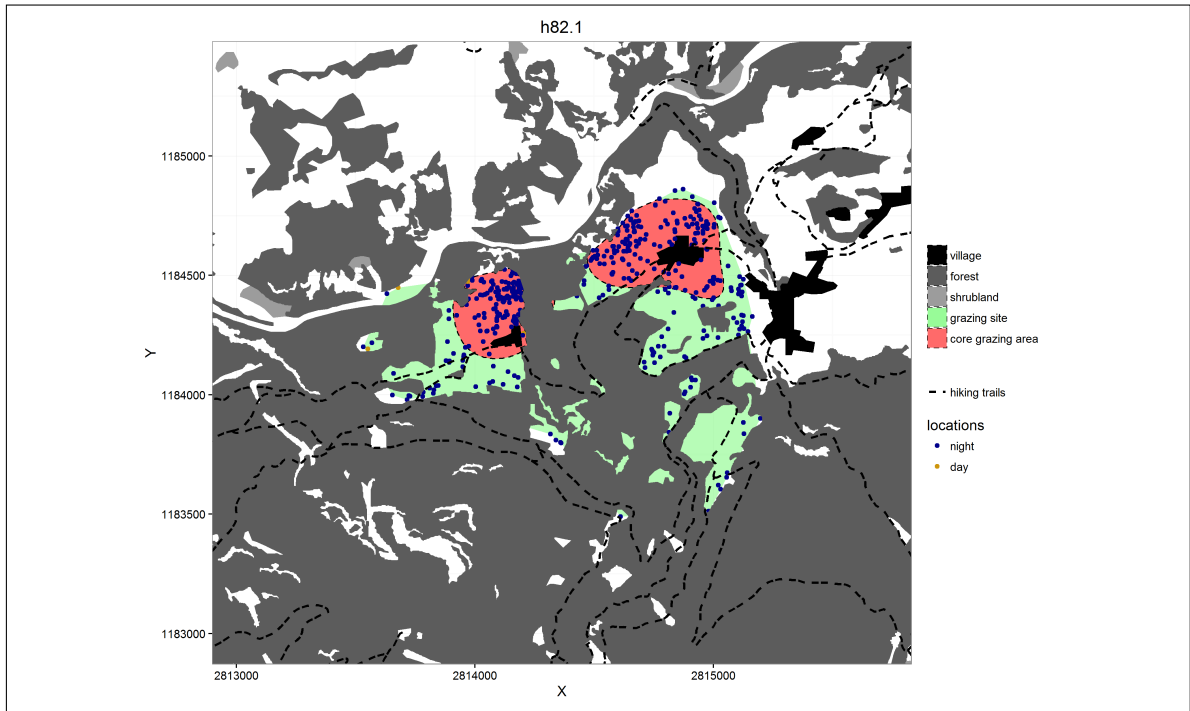 h82.1
1185000
1184500
1184000
1183500
1183000
Y
2813000
2814000
2815000
X
village
forest
shrubland
grazing site
core grazing area
hiking trails
locations
night
day